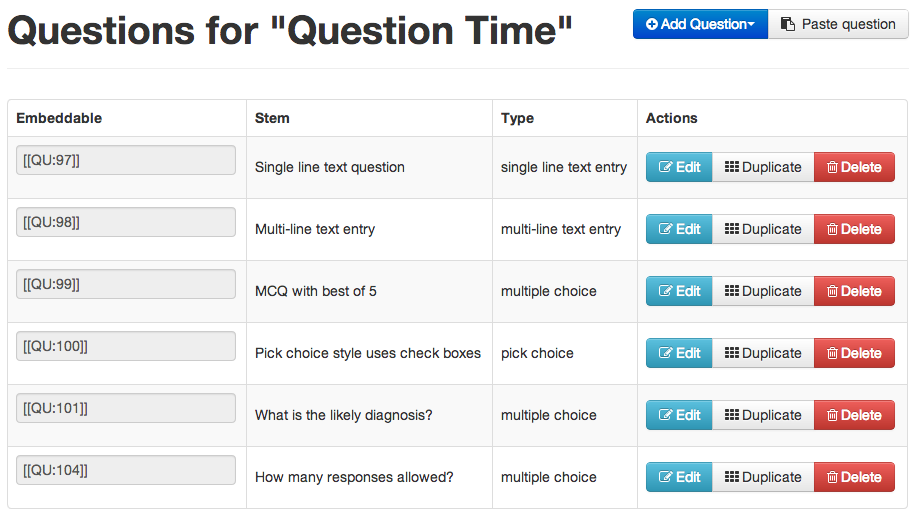 Questions for "Question Time"
Add Question Paste question
Embeddable Stem Type Actions
[[QU:97]] Single line text question single line text entry Edit Duplicate Delete
[[QU:98]] Multi-line text entry multi-line text entry Edit Duplicate Delete
[[QU:99]] MCQ with best of 5 multiple choice Edit Duplicate Delete
[[QU:100]] Pick choice style uses check boxes pick choice Edit Duplicate Delete
[[QU:101]] What is the likely diagnosis? multiple choice Edit Duplicate Delete
[[QU:104]] How many responses allowed? multiple choice Edit Duplicate Delete